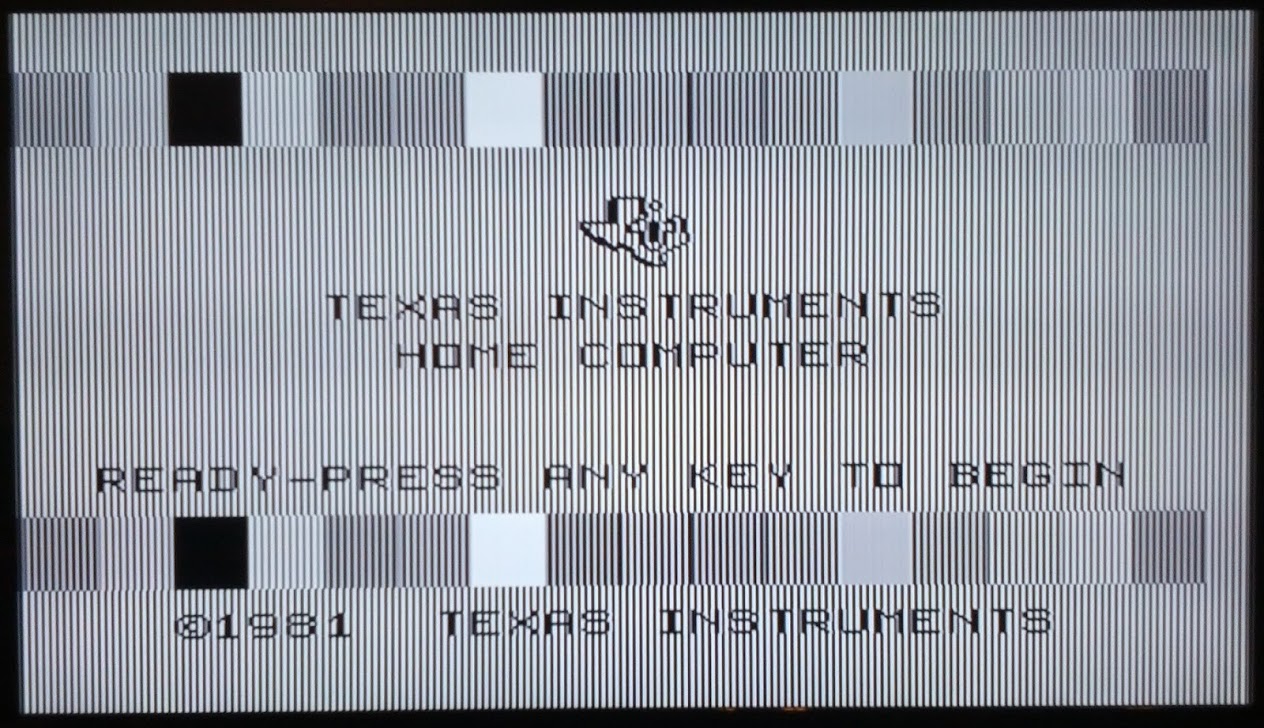 TEXAS INSTRUMENTS
HOME COMPUTER
READY-PRESS ANY KEY TO BEGIN
©1981 TEXAS INSTRUMENTS